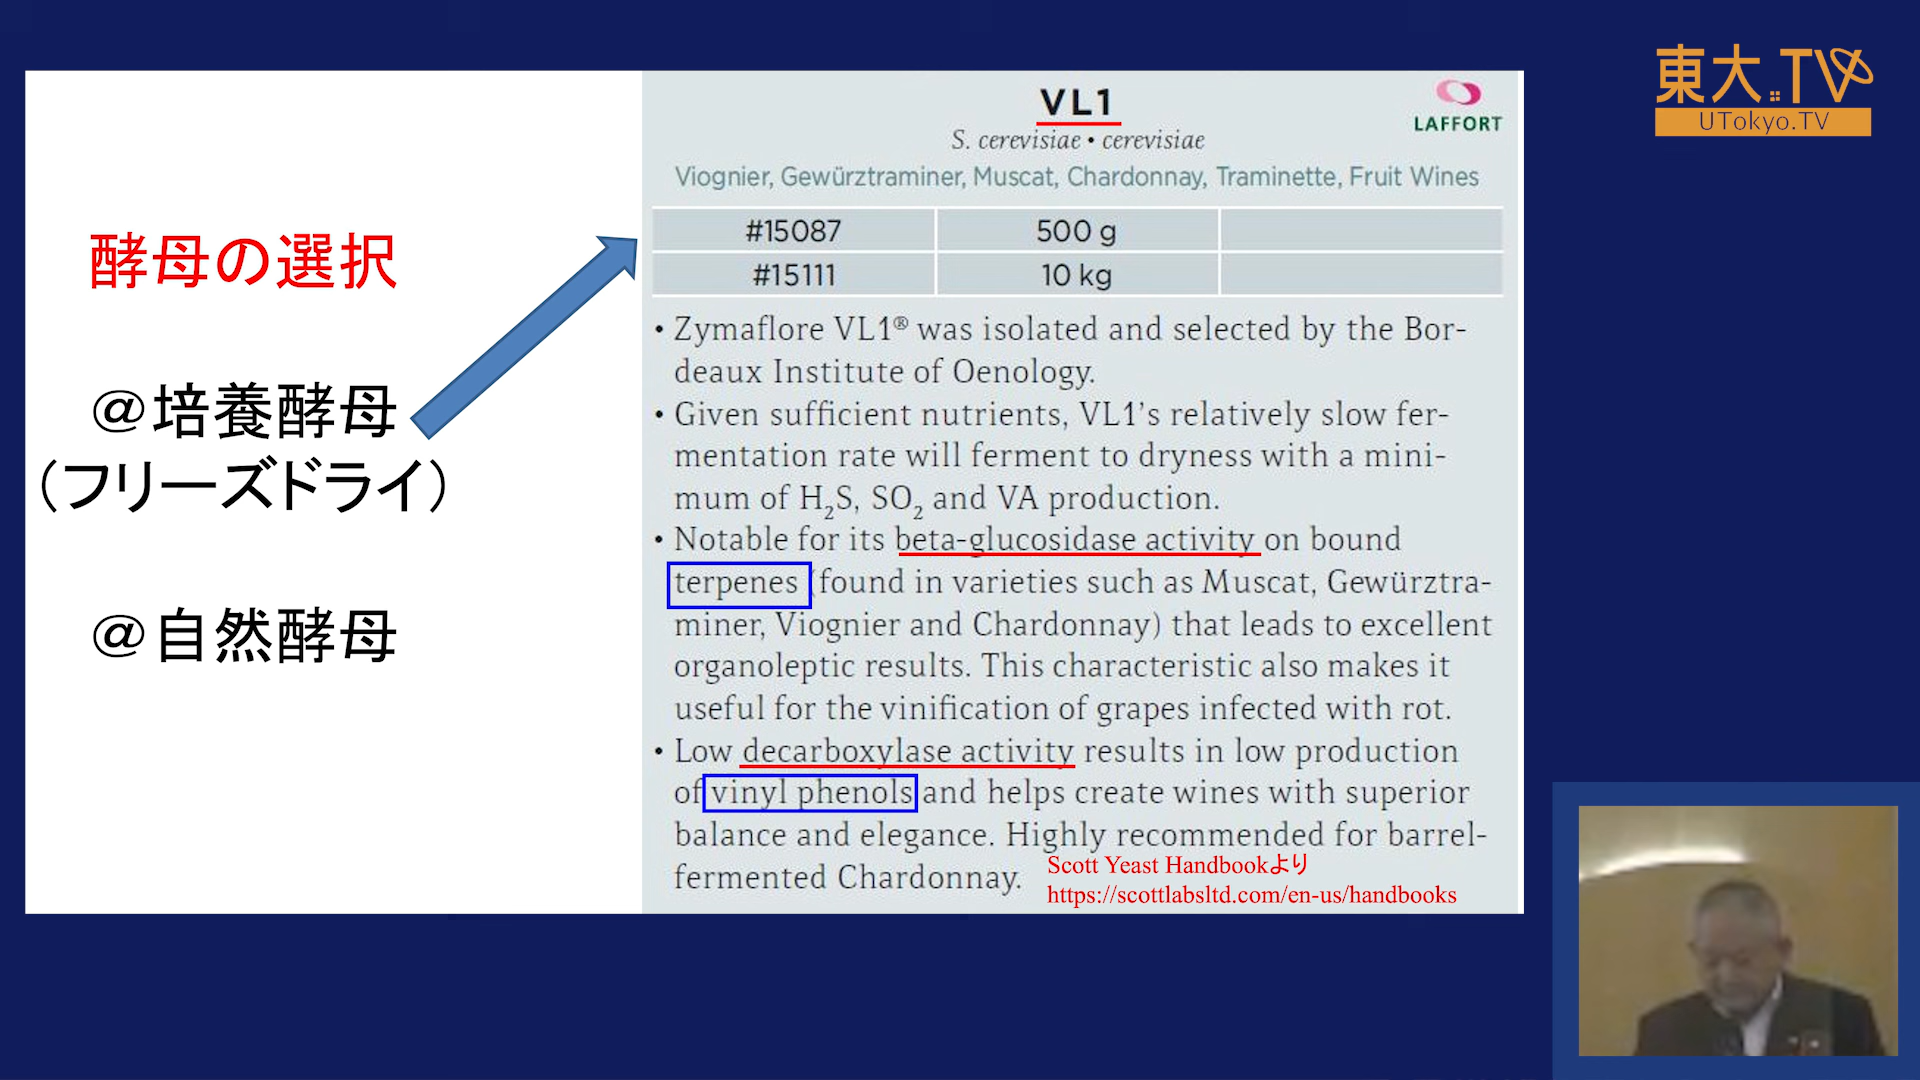 東大TV
UTokyo.TV
酵母の選択
@培養酵母
(フリーズドライ)
@自然酵母
VL1
LAFFORT
S. cerevisiae • cerevisiae
Viognier, Gewürztraminer, Muscat, Chardonnay, Traminette, Fruit Wines
#15087 500 g
#15111 10 kg
• Zymaflore VL1® was isolated and selected by the Bor-
deaux Institute of Oenology.
• Given sufficient nutrients, VL1’s relatively slow fer-
mentation rate will ferment to dryness with a mini-
mum of H₂S, SO₂ and VA production.
• Notable for its beta-glucosidase activity on bound
terpenes (found in varieties such as Muscat, Gewürztra-
miner, Viognier and Chardonnay) that leads to excellent
organoleptic results. This characteristic also makes it
useful for the vinification of grapes infected with rot.
• Low decarboxylase activity results in low production
of vinyl phenols and helps create wines with superior
balance and elegance. Highly recommended for barrel-
fermented Chardonnay.
Scott Yeast Handbookより
https://scottlabsltd.com/en-us/handbooks